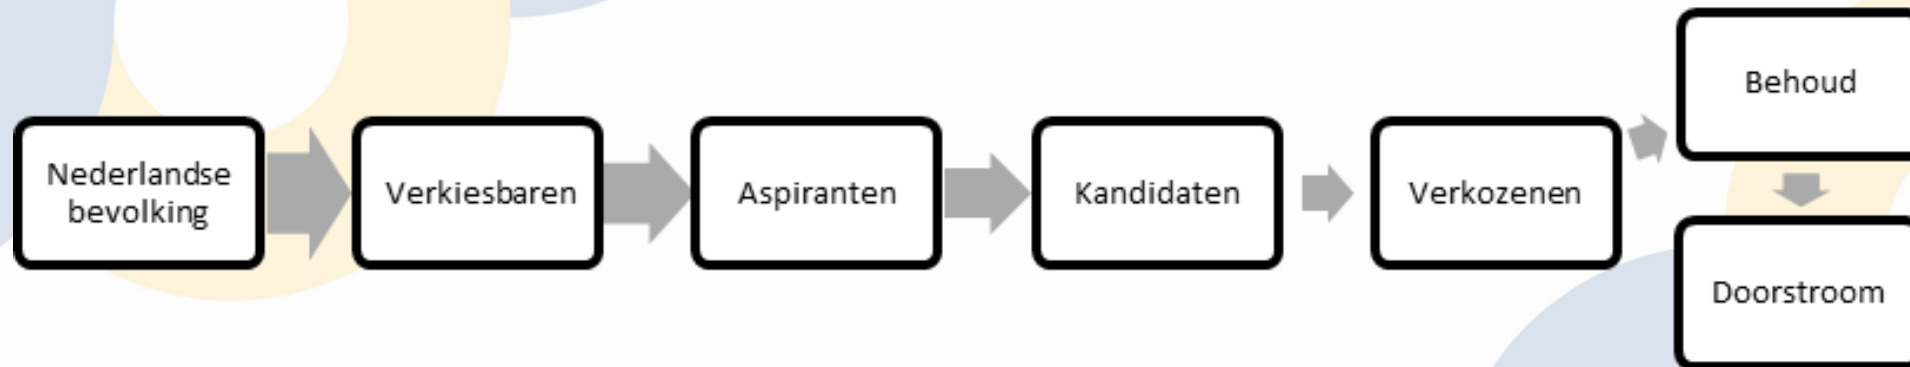 Nederlandse
bevolking
Verkiesbaren
Aspiranten
Kandidaten
Verkozenen
Behoud
Doorstroom